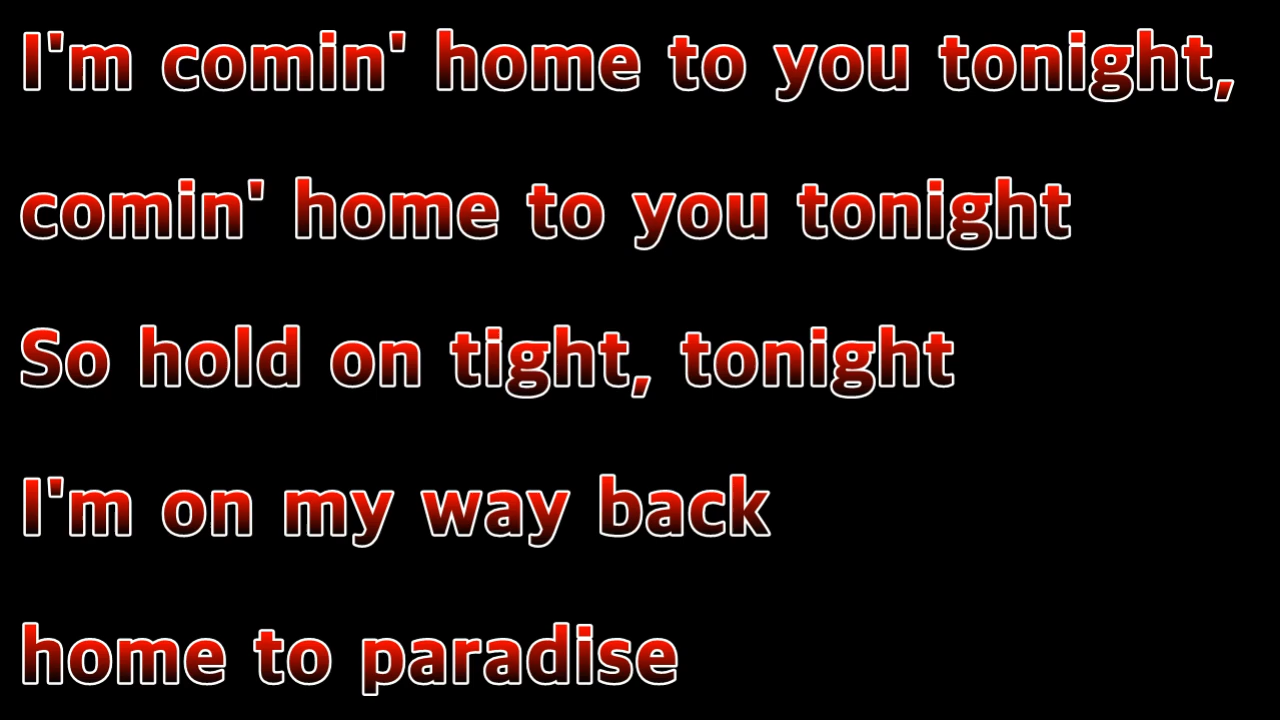 I'm comin' home to you tonight,
comin' home to you tonight
So hold on tight, tonight
I'm on my way back
home to paradise